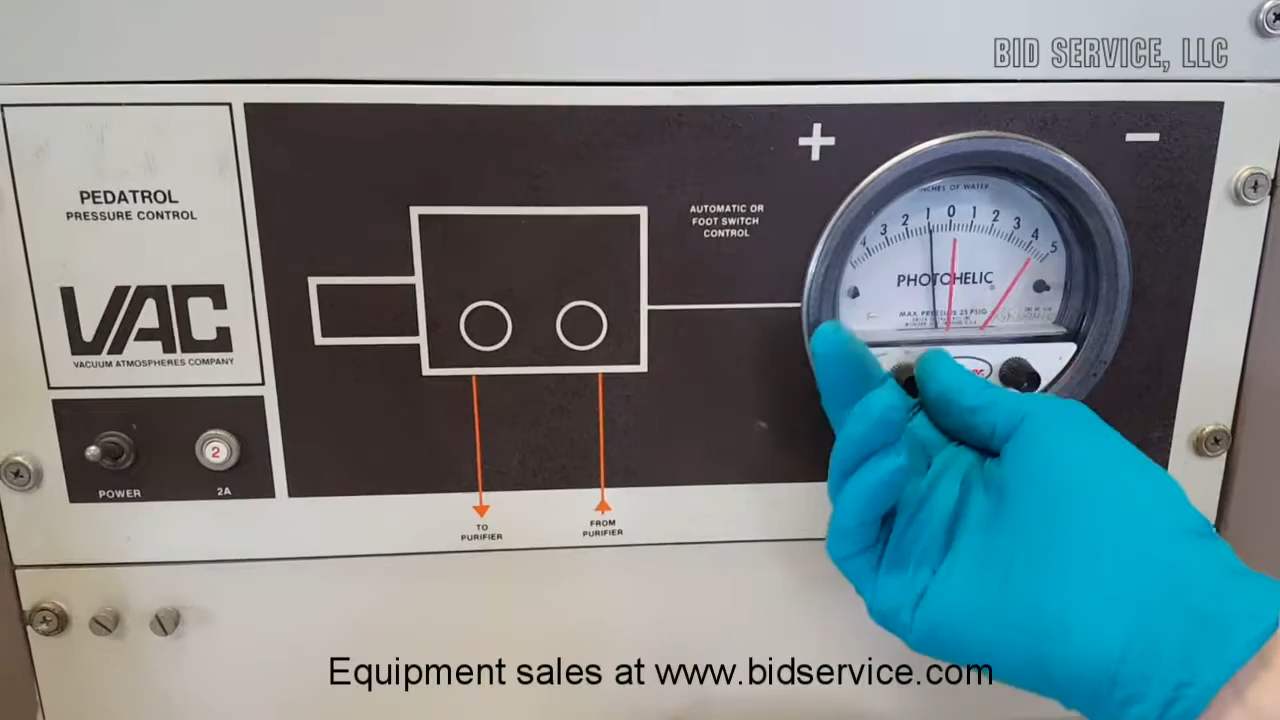 BID SERVICE, LLC
PEDATROL
PRESSURE CONTROL
VAC
VACUUM ATMOSPHERES COMPANY
POWER
2
2A
AUTOMATIC OR
FOOT SWITCH
CONTROL
+
−
TO
PURIFIER
FROM
PURIFIER
INCHES OF WATER
4 3 2 1 0 1 2 3 4 5
PHOTOHELIC
MAX. PRESSURE 25 PSIG
Equipment sales at www.bidservice.com